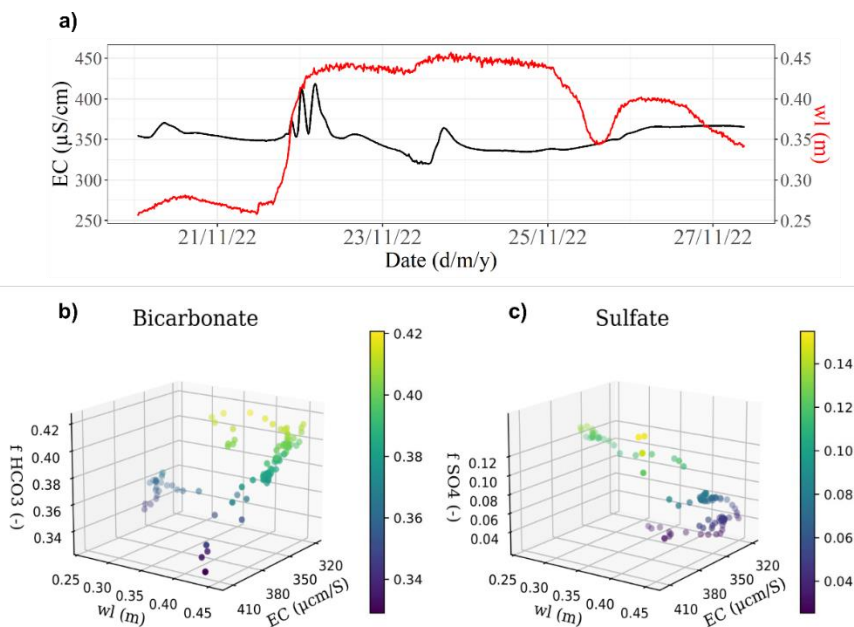 a)
EC (µS/cm)
450
400
350
300
250
0.45
0.40
0.35
0.30
0.25
wl (m)
21/11/22 23/11/22 25/11/22 27/11/22
Date (d/m/y)
b) Bicarbonate
f HCO3 (-)
0.42
0.40
0.38
0.36
0.34
0.25 0.30 0.35 0.40 0.45
wl (m)
410 380 350 320
EC (µcm/S)
0.42
0.40
0.38
0.36
0.34
c) Sulfate
f SO4 (-)
0.12
0.10
0.08
0.06
0.04
0.25 0.30 0.35 0.40 0.45
wl (m)
410 380 350 320
EC (µcm/S)
0.14
0.12
0.10
0.08
0.06
0.04